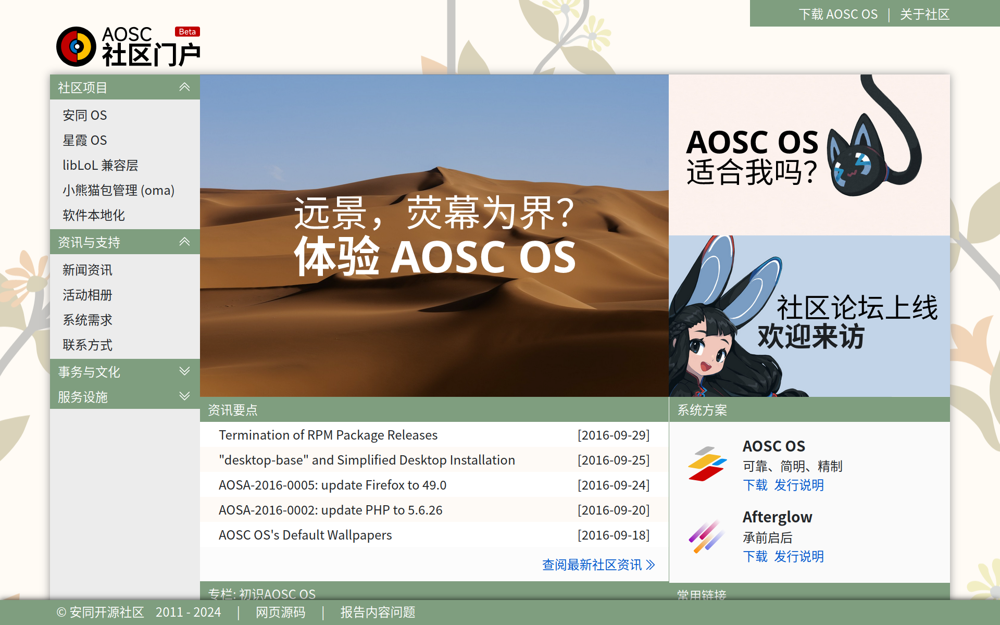 下载 AOSC OS | 关于社区
AOSC Beta
社区门户
社区项目
安同 OS
星霞 OS
libLoL 兼容层
小熊猫包管理 (oma)
软件本地化
资讯与支持
新闻资讯
活动相册
系统需求
联系方式
事务与文化
服务设施
远景，荧幕为界？
体验 AOSC OS
AOSC OS
适合我吗？
社区论坛上线
欢迎来访
资讯要点
Termination of RPM Package Releases [2016-09-29]
"desktop-base" and Simplified Desktop Installation [2016-09-25]
AOSA-2016-0005: update Firefox to 49.0 [2016-09-24]
AOSA-2016-0002: update PHP to 5.6.26 [2016-09-20]
AOSC OS's Default Wallpapers [2016-09-18]
查阅最新社区资讯
系统方案
AOSC OS
可靠、简明、精制
下载 发行说明
Afterglow
承前启后
下载 发行说明
专栏: 初识AOSC OS
常用链接
© 安同开源社区 2011 - 2024 | 网页源码 | 报告内容问题